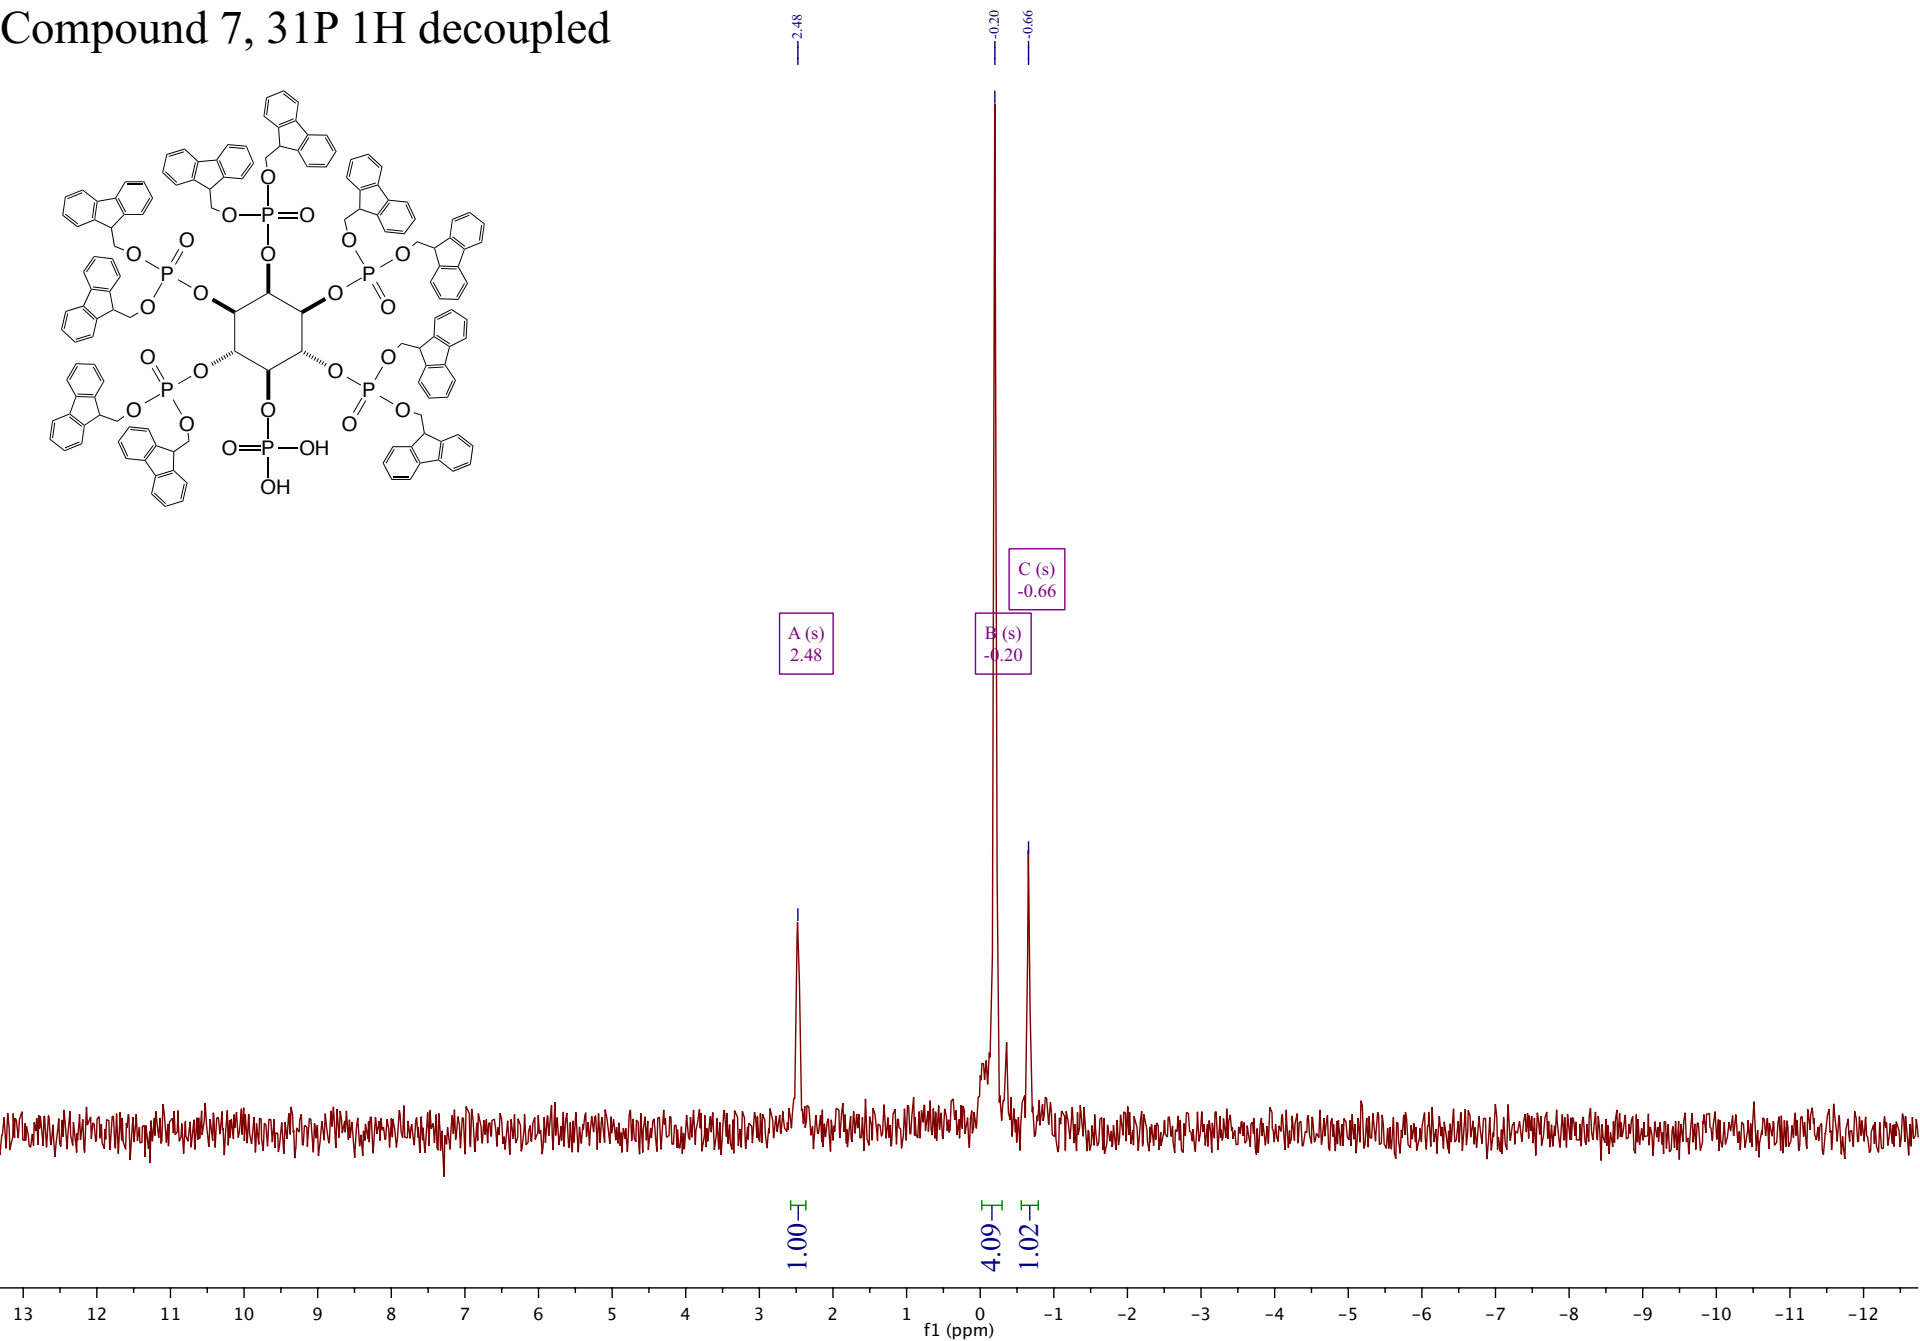 Compound 7, 31P 1H decoupled
2.48
-0.20
-0.66
O
O
P
O
O
O
O
O
P
O
O
O
O
P
O
O
O
P
O
O
O
O
P
O
O
O
O
P
O
O
O
P
OH
OH
C (s)
-0.66
A (s)
2.48
B (s)
-0.20
1.00
4.09
1.02
13 12 11 10 9 8 7 6 5 4 3 2 1 0 -1 -2 -3 -4 -5 -6 -7 -8 -9 -10 -11 -12
f1 (ppm)